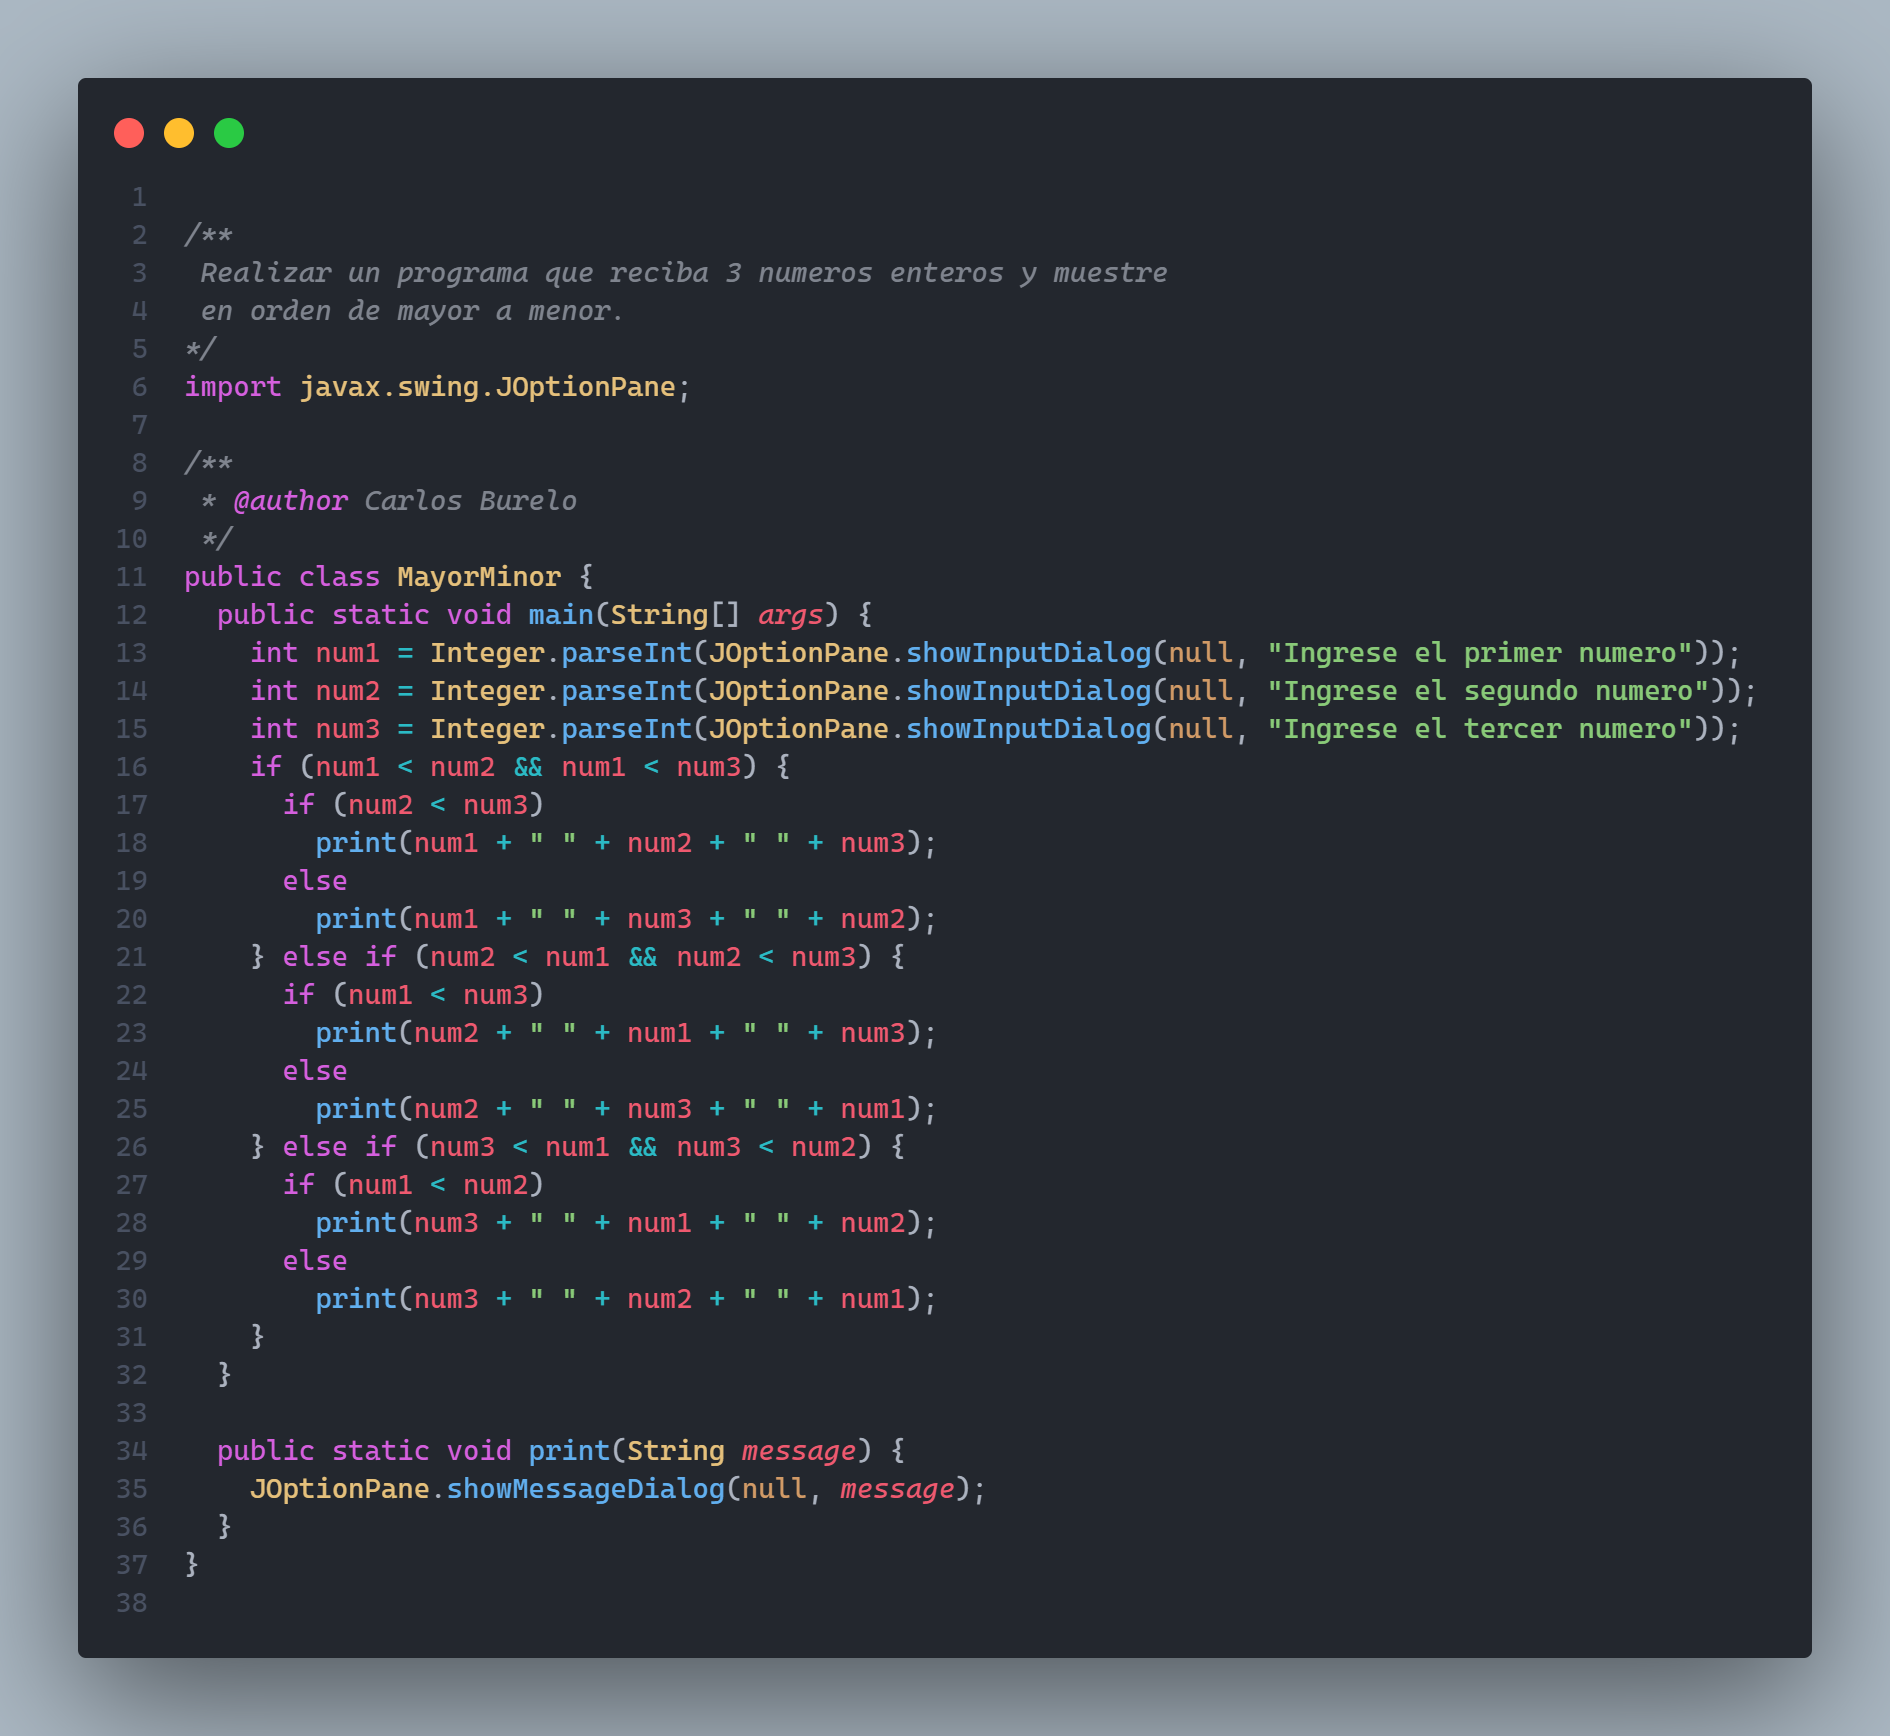 1
2 /**
3  Realizar un programa que reciba 3 numeros enteros y muestre
4  en orden de mayor a menor.
5 */
6 import javax.swing.JOptionPane;
7
8 /**
9  * @author Carlos Burelo
10  */
11 public class MayorMinor {
12   public static void main(String[] args) {
13     int num1 = Integer.parseInt(JOptionPane.showInputDialog(null, "Ingrese el primer numero"));
14     int num2 = Integer.parseInt(JOptionPane.showInputDialog(null, "Ingrese el segundo numero"));
15     int num3 = Integer.parseInt(JOptionPane.showInputDialog(null, "Ingrese el tercer numero"));
16     if (num1 < num2 && num1 < num3) {
17       if (num2 < num3)
18         print(num1 + " " + num2 + " " + num3);
19       else
20         print(num1 + " " + num3 + " " + num2);
21     } else if (num2 < num1 && num2 < num3) {
22       if (num1 < num3)
23         print(num2 + " " + num1 + " " + num3);
24       else
25         print(num2 + " " + num3 + " " + num1);
26     } else if (num3 < num1 && num3 < num2) {
27       if (num1 < num2)
28         print(num3 + " " + num1 + " " + num2);
29       else
30         print(num3 + " " + num2 + " " + num1);
31     }
32   }
33
34   public static void print(String message) {
35     JOptionPane.showMessageDialog(null, message);
36   }
37 }
38